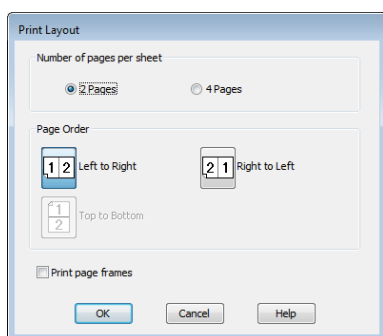 Print Layout
Number of pages per sheet
2 Pages 4 Pages
Page Order
1 2 Left to Right 2 1 Right to Left
1
2
Top to Bottom
Print page frames
OK Cancel Help